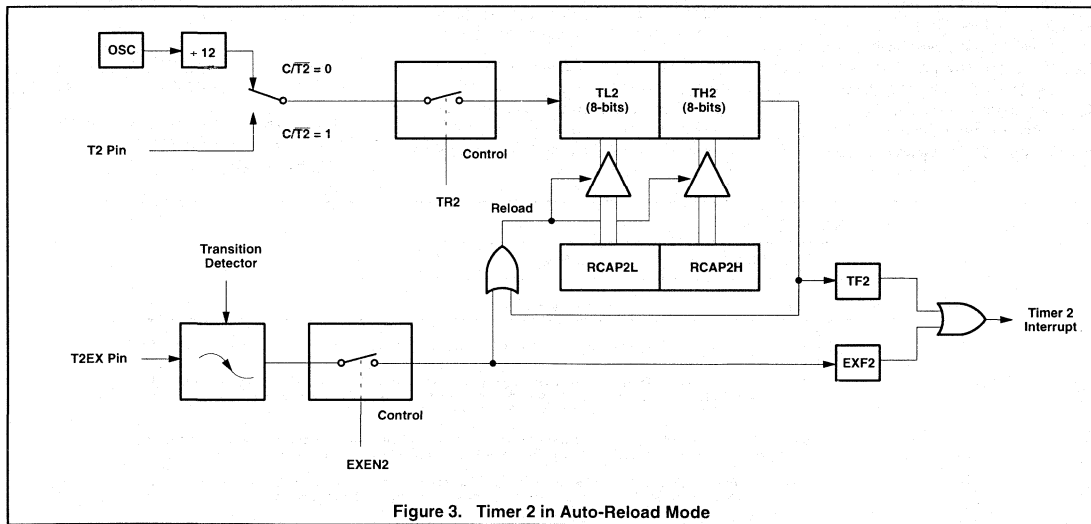 OSC
÷ 12
C/T2̅ = 0
C/T2̅ = 1
T2 Pin
Control
TR2
TL2
(8-bits)
TH2
(8-bits)
Reload
RCAP2L
RCAP2H
Transition
Detector
T2EX Pin
Control
EXEN2
TF2
EXF2
Timer 2
Interrupt
Figure 3. Timer 2 in Auto-Reload Mode